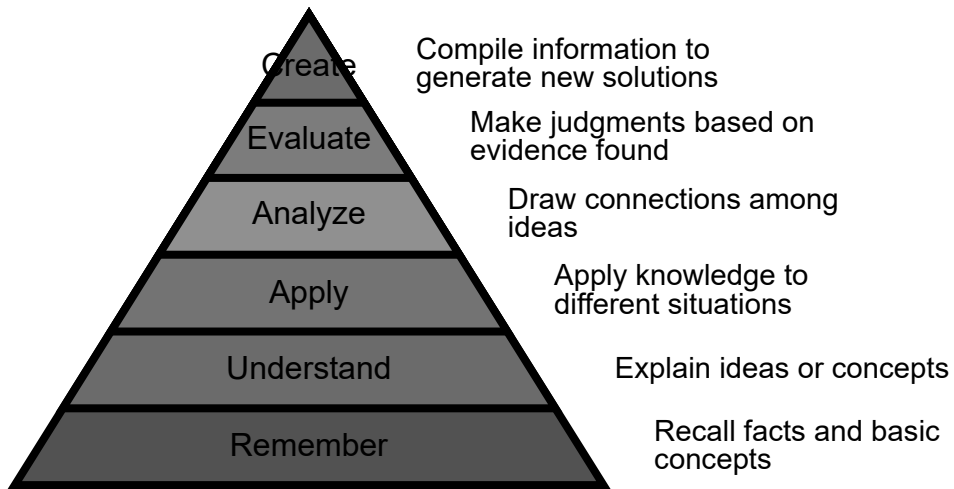 Create
Compile information to
generate new solutions
Evaluate
Make judgments based on
evidence found
Analyze
Draw connections among
ideas
Apply
Apply knowledge to
different situations
Understand
Explain ideas or concepts
Remember
Recall facts and basic
concepts